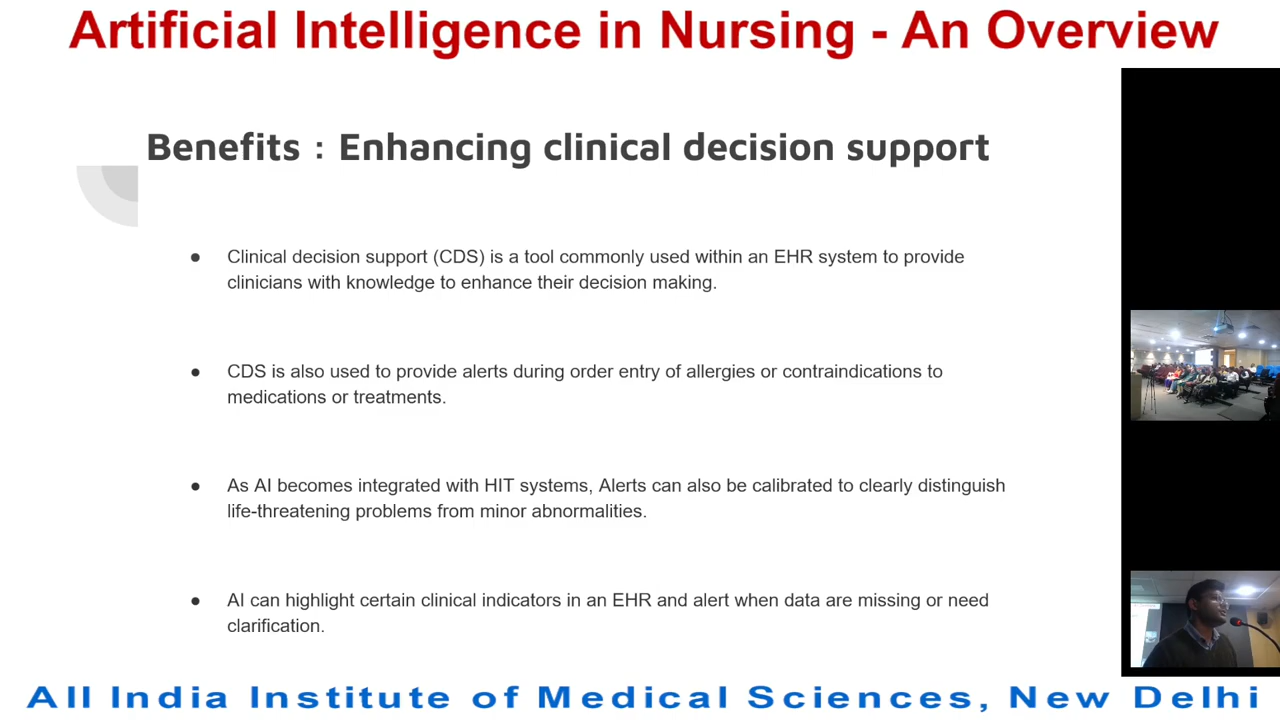 Artificial Intelligence in Nursing - An Overview
Benefits : Enhancing clinical decision support
● Clinical decision support (CDS) is a tool commonly used within an EHR system to provide
clinicians with knowledge to enhance their decision making.
● CDS is also used to provide alerts during order entry of allergies or contraindications to
medications or treatments.
● As AI becomes integrated with HIT systems, Alerts can also be calibrated to clearly distinguish
life-threatening problems from minor abnormalities.
● AI can highlight certain clinical indicators in an EHR and alert when data are missing or need
clarification.
All India Institute of Medical Sciences, New Delhi